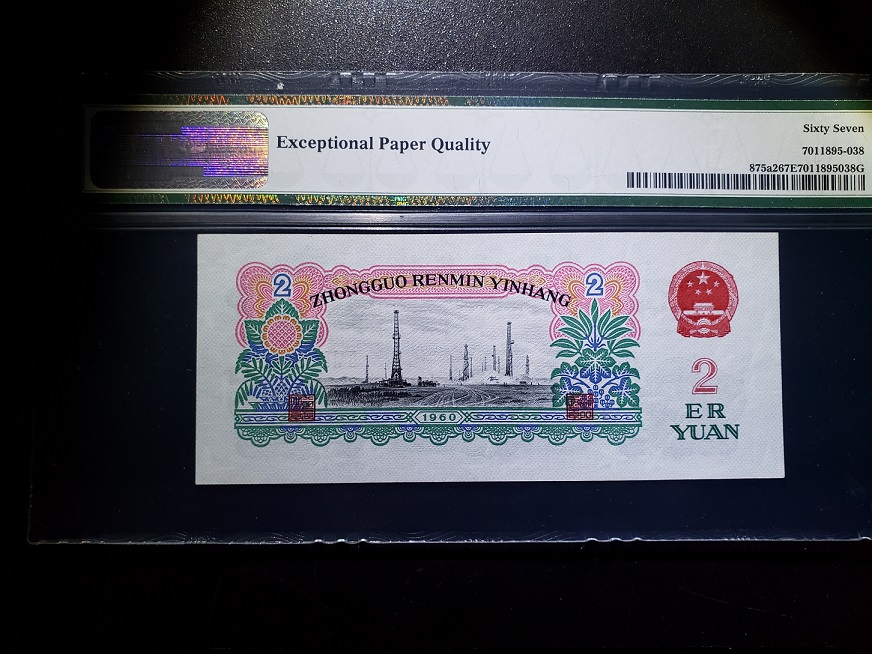 Exceptional Paper Quality
Sixty Seven
7011895-038
875a267E7011895038G
2
ZHONGGUO RENMIN YINHANG
2
1960
2
ER
YUAN